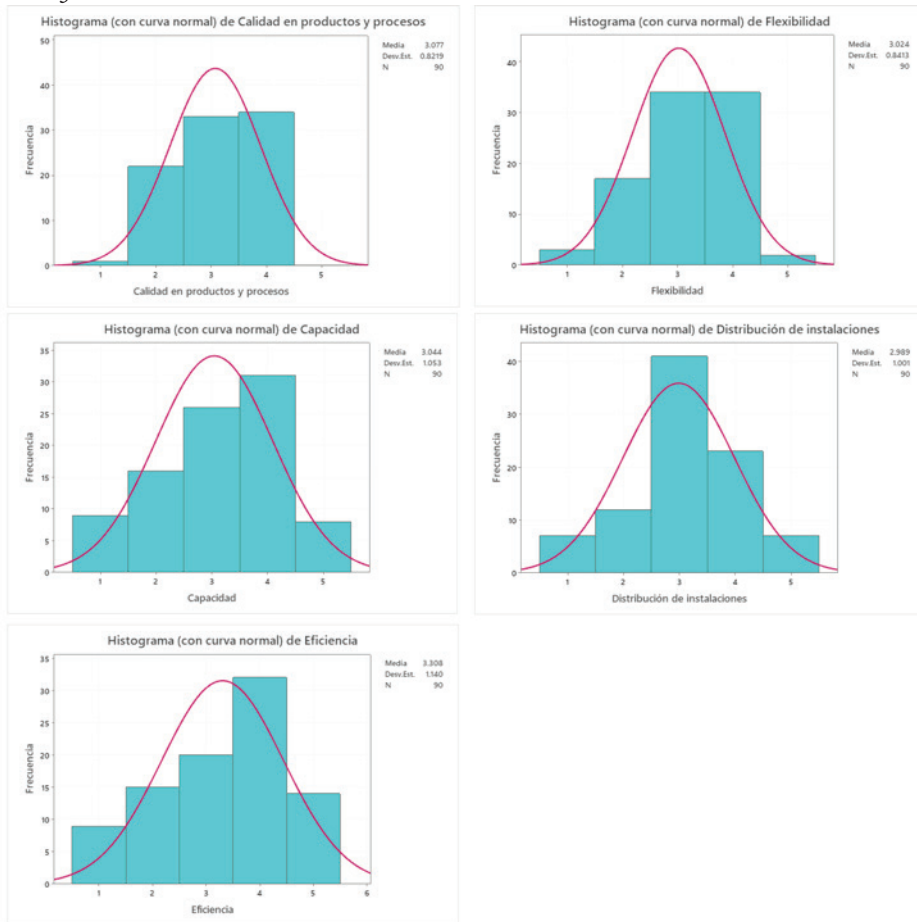 Histograma (con curva normal) de Calidad en productos y procesos
Media 3.077
Desv.Est. 0.8219
N 90
50
40
30
20
10
0
Frecuencia
1 2 3 4 5
Calidad en productos y procesos
Histograma (con curva normal) de Flexibilidad
Media 3.024
Desv.Est. 0.8413
N 90
40
30
20
10
0
Frecuencia
1 2 3 4 5
Flexibilidad
Histograma (con curva normal) de Capacidad
Media 3.044
Desv.Est. 1.053
N 90
35
30
25
20
15
10
5
0
Frecuencia
1 2 3 4 5
Capacidad
Histograma (con curva normal) de Distribución de instalaciones
Media 2.989
Desv.Est. 1.001
N 90
40
30
20
10
0
Frecuencia
1 2 3 4 5
Distribución de instalaciones
Histograma (con curva normal) de Eficiencia
Media 3.308
Desv.Est. 1.140
N 90
35
30
25
20
15
10
5
0
Frecuencia
1 2 3 4 5 6
Eficiencia